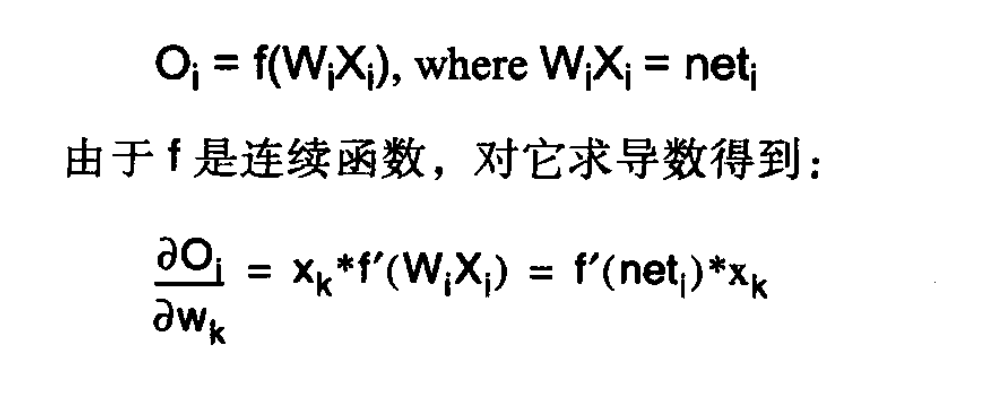 Oᵢ = f(WᵢXᵢ), where WᵢXᵢ = netᵢ
由于 f 是连续函数，对它求导数得到：
∂Oᵢ/∂wₖ = xₖ*f′(WᵢXᵢ) = f′(netᵢ)*xₖ